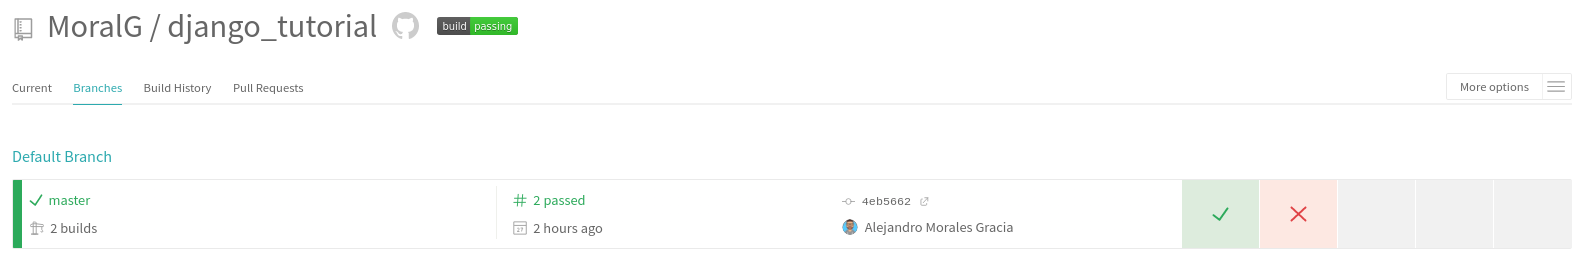 MoralG / django_tutorial build passing
Current Branches Build History Pull Requests More options
Default Branch
master 2 passed 4eb5662
2 builds 27 2 hours ago Alejandro Morales Gracia